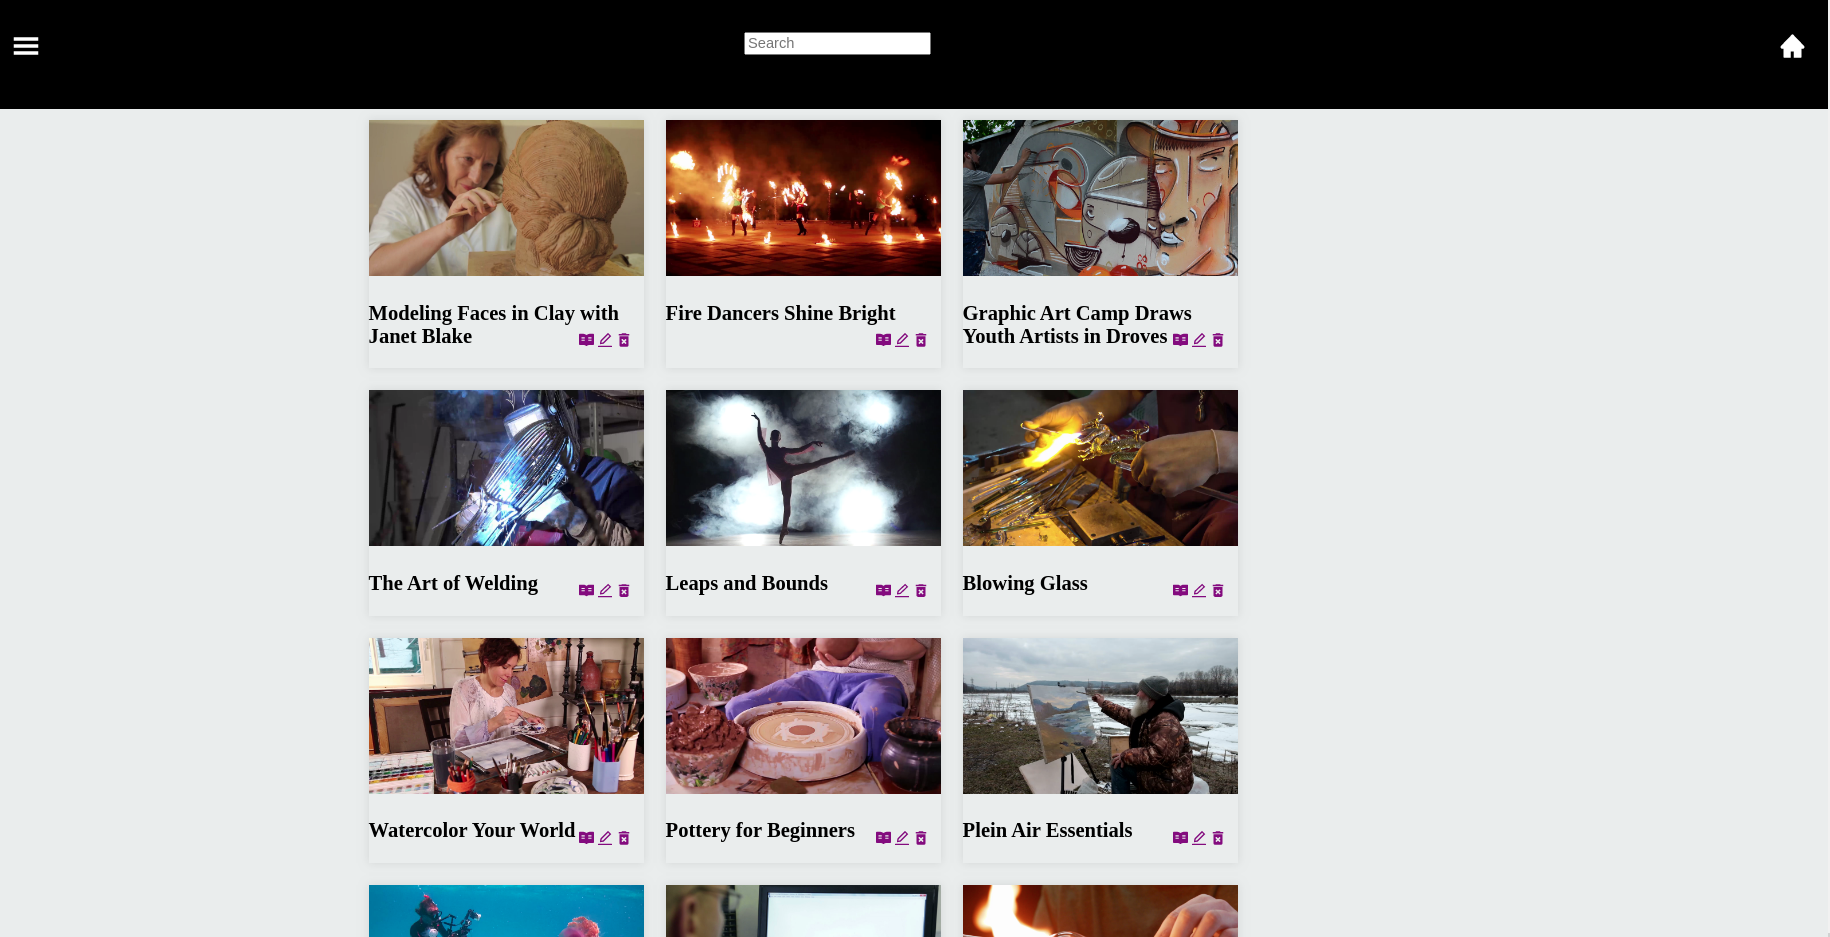 Search
Modeling Faces in Clay with
Janet Blake
Fire Dancers Shine Bright
Graphic Art Camp Draws
Youth Artists in Droves
The Art of Welding
Leaps and Bounds
Blowing Glass
Watercolor Your World
Pottery for Beginners
Plein Air Essentials